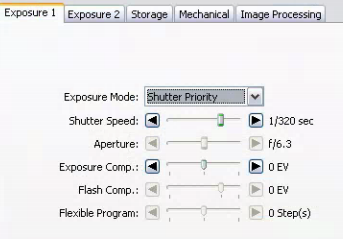 Exposure 1 Exposure 2 Storage Mechanical Image Processing
Exposure Mode: Shutter Priority
Shutter Speed: 1/320 sec
Aperture: f/6.3
Exposure Comp.: 0 EV
Flash Comp.: 0 EV
Flexible Program: 0 Step(s)